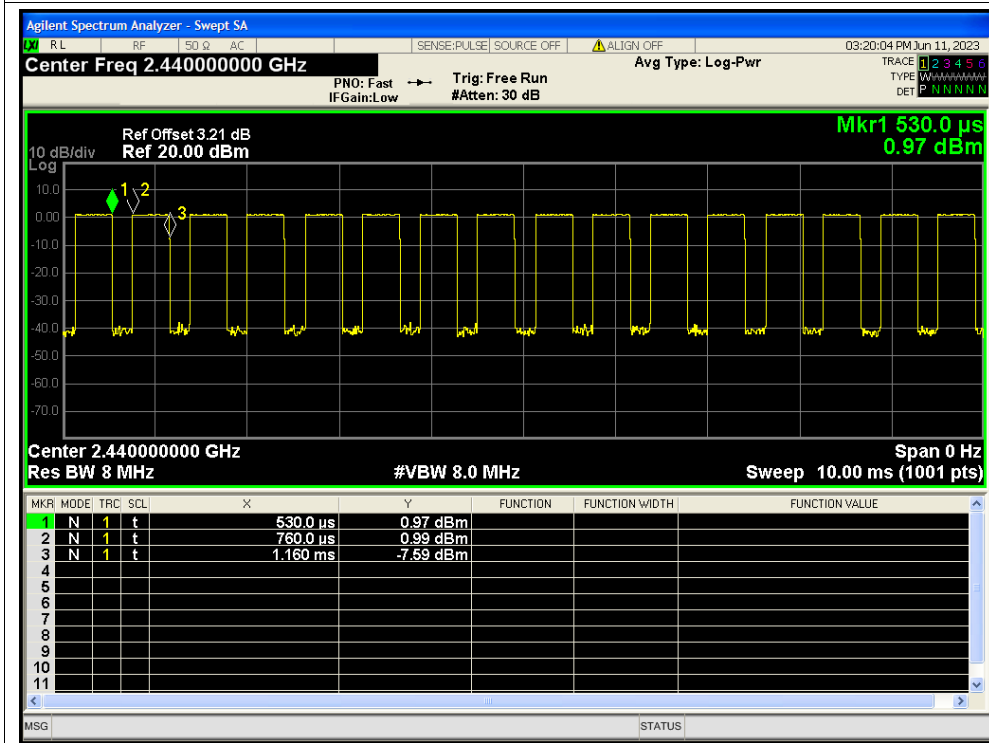 Agilent Spectrum Analyzer - Swept SA
LXI RL RF 50 Ω AC SENSE:PULSE SOURCE OFF ALIGN OFF 03:20:04 PM Jun 11, 2023
Center Freq 2.440000000 GHz
PNO: Fast
IFGain:Low
Trig: Free Run
#Atten: 30 dB
Avg Type: Log-Pwr
TRACE 1 2 3 4 5 6
TYPE WWWWWW
DET P N N N N N
Mkr1 530.0 µs
0.97 dBm
Ref Offset 3.21 dB
10 dB/div Ref 20.00 dBm
Log
10.0
0.00
-10.0
-20.0
-30.0
-40.0
-50.0
-60.0
-70.0
1
2
3
Center 2.440000000 GHz Span 0 Hz
Res BW 8 MHz #VBW 8.0 MHz Sweep 10.00 ms (1001 pts)
MKR MODE TRC SCL X Y FUNCTION FUNCTION WIDTH FUNCTION VALUE
1 N 1 t 530.0 µs 0.97 dBm
2 N 1 t 760.0 µs 0.99 dBm
3 N 1 t 1.160 ms -7.59 dBm
4
5
6
7
8
9
10
11
MSG STATUS